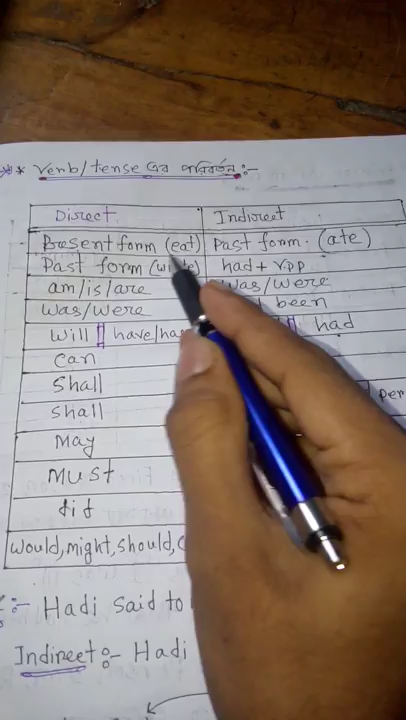 ** Verb/tense এর পরিবর্তন:-
Direct Indirect
Present form (eat) Past form. (ate)
Past form had + V.PP
am/is/are was/were
was/were been
will || have/has || had
can
Shall
shall
May
Must
did
would, might, should,
:- Hadi said to
Indireet:- Hadi